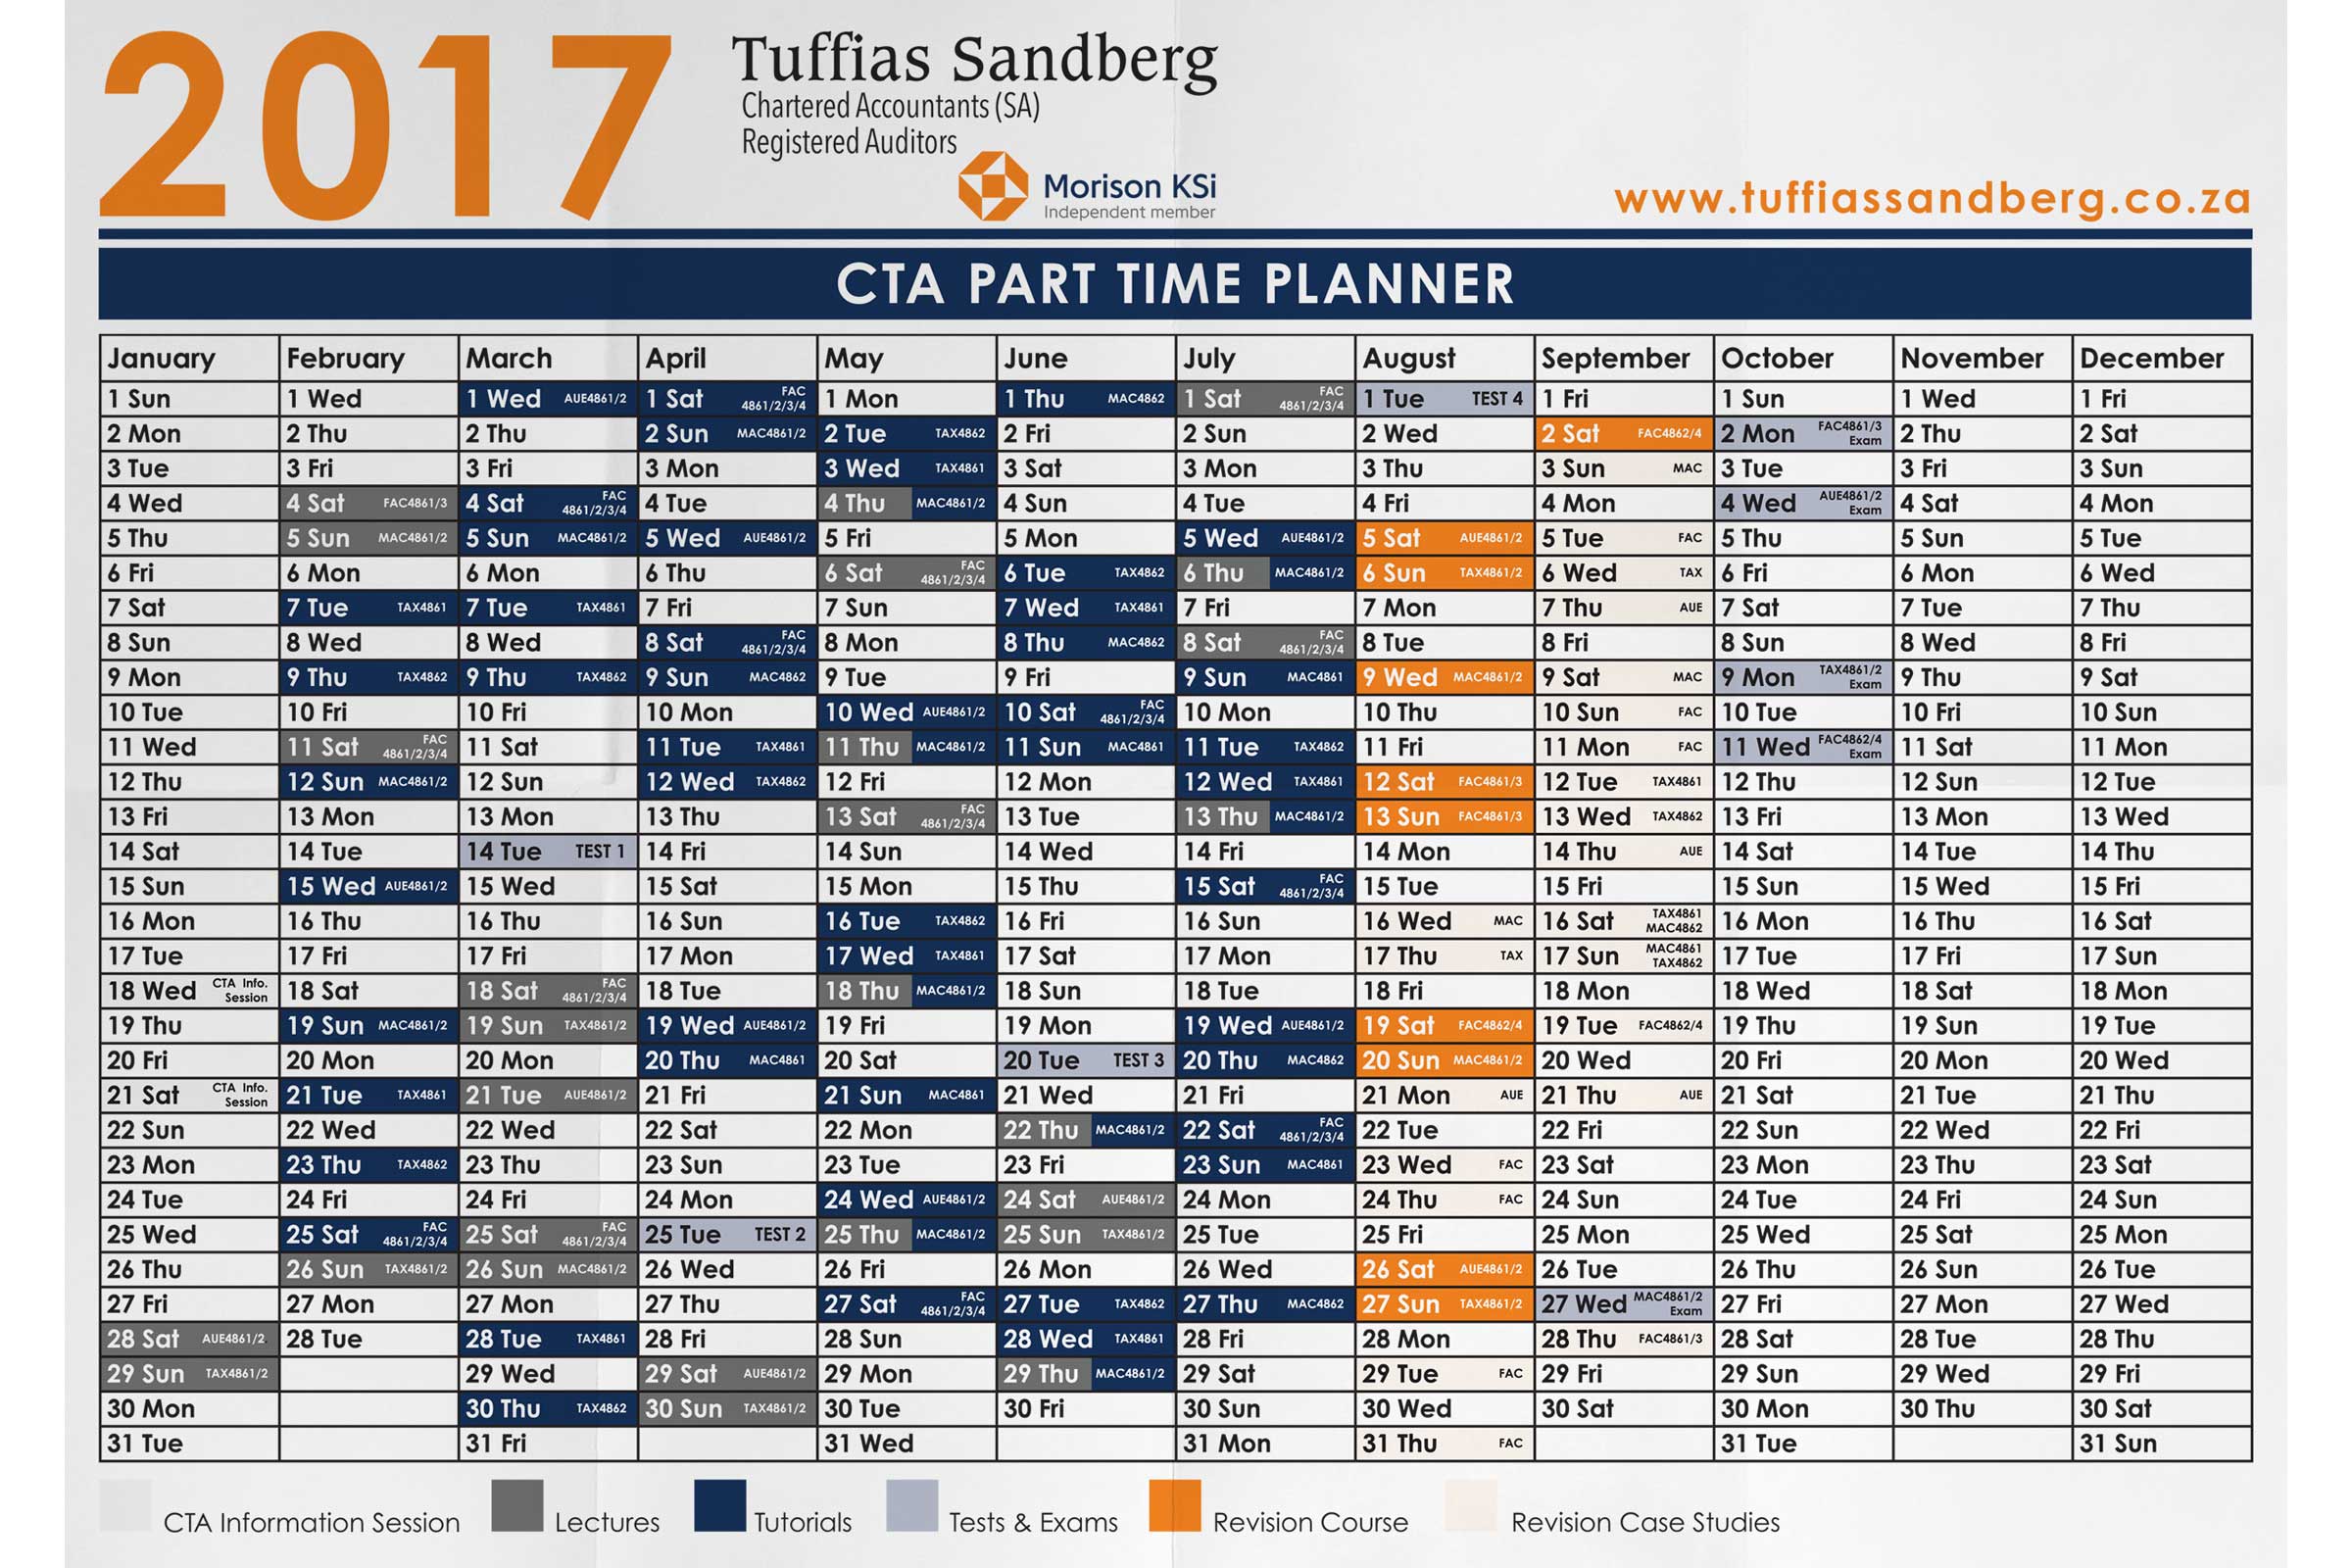 2017
Tuffias Sandberg
Chartered Accountants (SA)
Registered Auditors
Morison KSi
Independent member
www.tuffiassandberg.co.za
CTA PART TIME PLANNER
January February March April May June July August September October November December
1 Sun 1 Wed 1 Wed AUE4861/2 1 Sat FAC 4861/2/3/4 1 Mon 1 Thu MAC4862 1 Sat FAC 4861/2/3/4 1 Tue TEST 4 1 Fri 1 Sun 1 Wed 1 Fri
2 Mon 2 Thu 2 Thu 2 Sun MAC4861/2 2 Tue TAX4862 2 Fri 2 Sun 2 Wed 2 Sat FAC4862/4 2 Mon FAC4861/3 Exam 2 Thu 2 Sat
3 Tue 3 Fri 3 Fri 3 Mon 3 Wed TAX4861 3 Sat 3 Mon 3 Thu 3 Sun MAC 3 Tue 3 Fri 3 Sun
4 Wed 4 Sat FAC4861/3 4 Sat FAC 4861/2/3/4 4 Tue 4 Thu MAC4861/2 4 Sun 4 Tue 4 Fri 4 Mon 4 Wed AUE4861/2 Exam 4 Sat 4 Mon
5 Thu 5 Sun MAC4861/2 5 Sun MAC4861/2 5 Wed AUE4861/2 5 Fri 5 Mon 5 Wed AUE4861/2 5 Sat AUE4861/2 5 Tue FAC 5 Thu 5 Sun 5 Tue
6 Fri 6 Mon 6 Mon 6 Thu 6 Sat FAC 4861/2/3/4 6 Tue TAX4862 6 Thu MAC4861/2 6 Sun TAX4861/2 6 Wed TAX 6 Fri 6 Mon 6 Wed
7 Sat 7 Tue TAX4861 7 Tue TAX4861 7 Fri 7 Sun 7 Wed TAX4861 7 Fri 7 Mon 7 Thu AUE 7 Sat 7 Tue 7 Thu
8 Sun 8 Wed 8 Wed 8 Sat FAC 4861/2/3/4 8 Mon 8 Thu MAC4862 8 Sat FAC 4861/2/3/4 8 Tue 8 Fri 8 Sun 8 Wed 8 Fri
9 Mon 9 Thu TAX4862 9 Thu TAX4862 9 Sun MAC4862 9 Tue 9 Fri 9 Sun MAC4861 9 Wed MAC4861/2 9 Sat MAC 9 Mon TAX4861/2 Exam 9 Thu 9 Sat
10 Tue 10 Fri 10 Fri 10 Mon 10 Wed AUE4861/2 10 Sat FAC 4861/2/3/4 10 Mon 10 Thu 10 Sun FAC 10 Tue 10 Fri 10 Sun
11 Wed 11 Sat FAC 4861/2/3/4 11 Sat 11 Tue TAX4861 11 Thu MAC4861/2 11 Sun MAC4861 11 Tue TAX4862 11 Fri 11 Mon FAC 11 Wed FAC4862/4 Exam 11 Sat 11 Mon
12 Thu 12 Sun MAC4861/2 12 Sun 12 Wed TAX4862 12 Fri 12 Mon 12 Wed TAX4861 12 Sat FAC4861/3 12 Tue TAX4861 12 Thu 12 Sun 12 Tue
13 Fri 13 Mon 13 Mon 13 Thu 13 Sat FAC 4861/2/3/4 13 Tue 13 Thu MAC4861/2 13 Sun FAC4861/3 13 Wed TAX4862 13 Fri 13 Mon 13 Wed
14 Sat 14 Tue 14 Tue TEST 1 14 Fri 14 Sun 14 Wed 14 Fri 14 Mon 14 Thu AUE 14 Sat 14 Tue 14 Thu
15 Sun 15 Wed AUE4861/2 15 Wed 15 Sat 15 Mon 15 Thu 15 Sat FAC 4861/2/3/4 15 Tue 15 Fri 15 Sun 15 Wed 15 Fri
16 Mon 16 Thu 16 Thu 16 Sun 16 Tue TAX4862 16 Fri 16 Sun 16 Wed MAC 16 Sat TAX4861 MAC4862 16 Mon 16 Thu 16 Sat
17 Tue 17 Fri 17 Fri 17 Mon 17 Wed TAX4861 17 Sat 17 Mon 17 Thu TAX 17 Sun MAC4861 TAX4862 17 Tue 17 Fri 17 Sun
18 Wed CTA Info. Session 18 Sat 18 Sat FAC 4861/2/3/4 18 Tue 18 Thu MAC4861/2 18 Sun 18 Tue 18 Fri 18 Mon 18 Wed 18 Sat 18 Mon
19 Thu 19 Sun MAC4861/2 19 Sun TAX4861/2 19 Wed AUE4861/2 19 Fri 19 Mon 19 Wed AUE4861/2 19 Sat FAC4862/4 19 Tue FAC4862/4 19 Thu 19 Sun 19 Tue
20 Fri 20 Mon 20 Mon 20 Thu MAC4861 20 Sat 20 Tue TEST 3 20 Thu MAC4862 20 Sun MAC4861/2 20 Wed 20 Fri 20 Mon 20 Wed
21 Sat CTA Info. Session 21 Tue TAX4861 21 Tue AUE4861/2 21 Fri 21 Sun MAC4861 21 Wed 21 Fri 21 Mon AUE 21 Thu AUE 21 Sat 21 Tue 21 Thu
22 Sun 22 Wed 22 Wed 22 Sat 22 Mon 22 Thu MAC4861/2 22 Sat FAC 4861/2/3/4 22 Tue 22 Fri 22 Sun 22 Wed 22 Fri
23 Mon 23 Thu TAX4862 23 Thu 23 Sun 23 Tue 23 Fri 23 Sun MAC4861 23 Wed FAC 23 Sat 23 Mon 23 Thu 23 Sat
24 Tue 24 Fri 24 Fri 24 Mon 24 Wed AUE4861/2 24 Sat AUE4861/2 24 Mon 24 Thu FAC 24 Sun 24 Tue 24 Fri 24 Sun
25 Wed 25 Sat FAC 4861/2/3/4 25 Sat FAC 4861/2/3/4 25 Tue TEST 2 25 Thu MAC4861/2 25 Sun TAX4861/2 25 Tue 25 Fri 25 Mon 25 Wed 25 Sat 25 Mon
26 Thu 26 Sun TAX4861/2 26 Sun MAC4861/2 26 Wed 26 Fri 26 Mon 26 Wed 26 Sat AUE4861/2 26 Tue 26 Thu 26 Sun 26 Tue
27 Fri 27 Mon 27 Mon 27 Thu 27 Sat FAC 4861/2/3/4 27 Tue TAX4862 27 Thu MAC4862 27 Sun TAX4861/2 27 Wed MAC4861/2 Exam 27 Fri 27 Mon 27 Wed
28 Sat AUE4861/2 28 Tue 28 Tue TAX4861 28 Fri 28 Sun 28 Wed TAX4861 28 Fri 28 Mon 28 Thu FAC4861/3 28 Sat 28 Tue 28 Thu
29 Sun TAX4861/2 29 Wed 29 Sat AUE4861/2 29 Mon 29 Thu MAC4861/2 29 Sat 29 Tue FAC 29 Fri 29 Sun 29 Wed 29 Fri
30 Mon 30 Thu TAX4862 30 Sun TAX4861/2 30 Tue 30 Fri 30 Sun 30 Wed 30 Sat 30 Mon 30 Thu 30 Sat
31 Tue 31 Fri 31 Wed 31 Mon 31 Thu FAC 31 Tue 31 Sun
CTA Information Session Lectures Tutorials Tests & Exams Revision Course Revision Case Studies